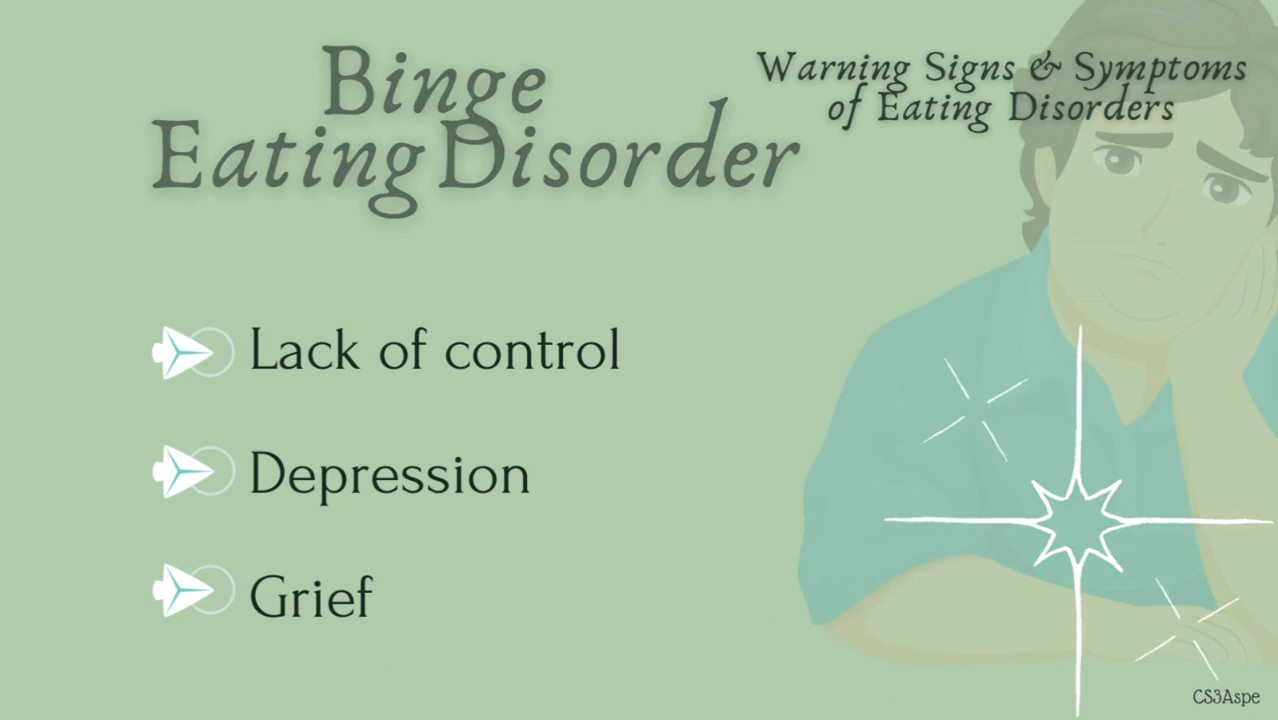 Binge
Eating Disorder
Warning Signs & Symptoms
of Eating Disorders
Lack of control
Depression
Grief
CS3Aspe